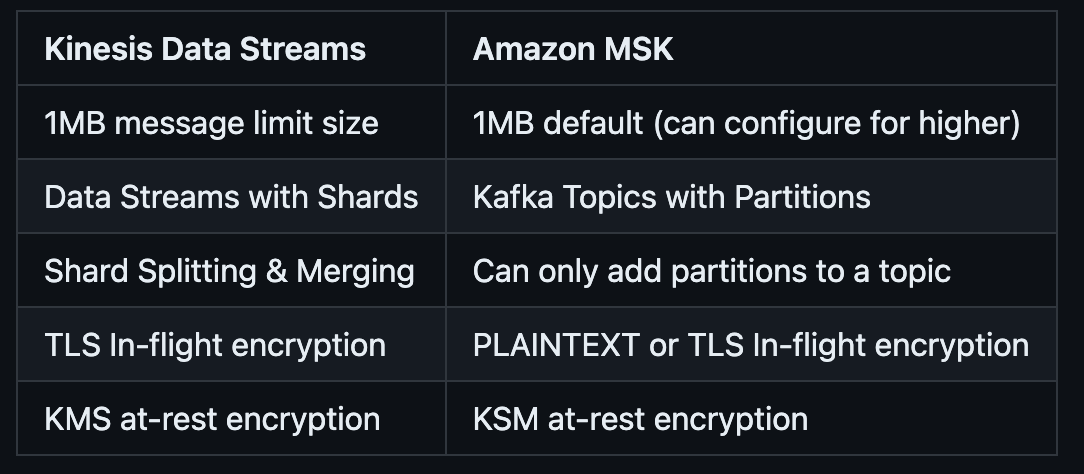 Kinesis Data Streams Amazon MSK
1MB message limit size 1MB default (can configure for higher)
Data Streams with Shards Kafka Topics with Partitions
Shard Splitting & Merging Can only add partitions to a topic
TLS In-flight encryption PLAINTEXT or TLS In-flight encryption
KMS at-rest encryption KSM at-rest encryption